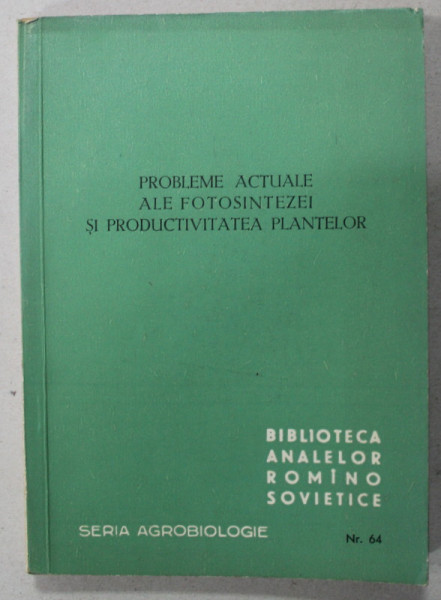 PROBLEME ACTUALE
ALE FOTOSINTEZEI
ȘI PRODUCTIVITATEA PLANTELOR
BIBLIOTECA
ANALELOR
ROMÎNO
SOVIETICE
SERIA AGROBIOLOGIE
Nr. 64